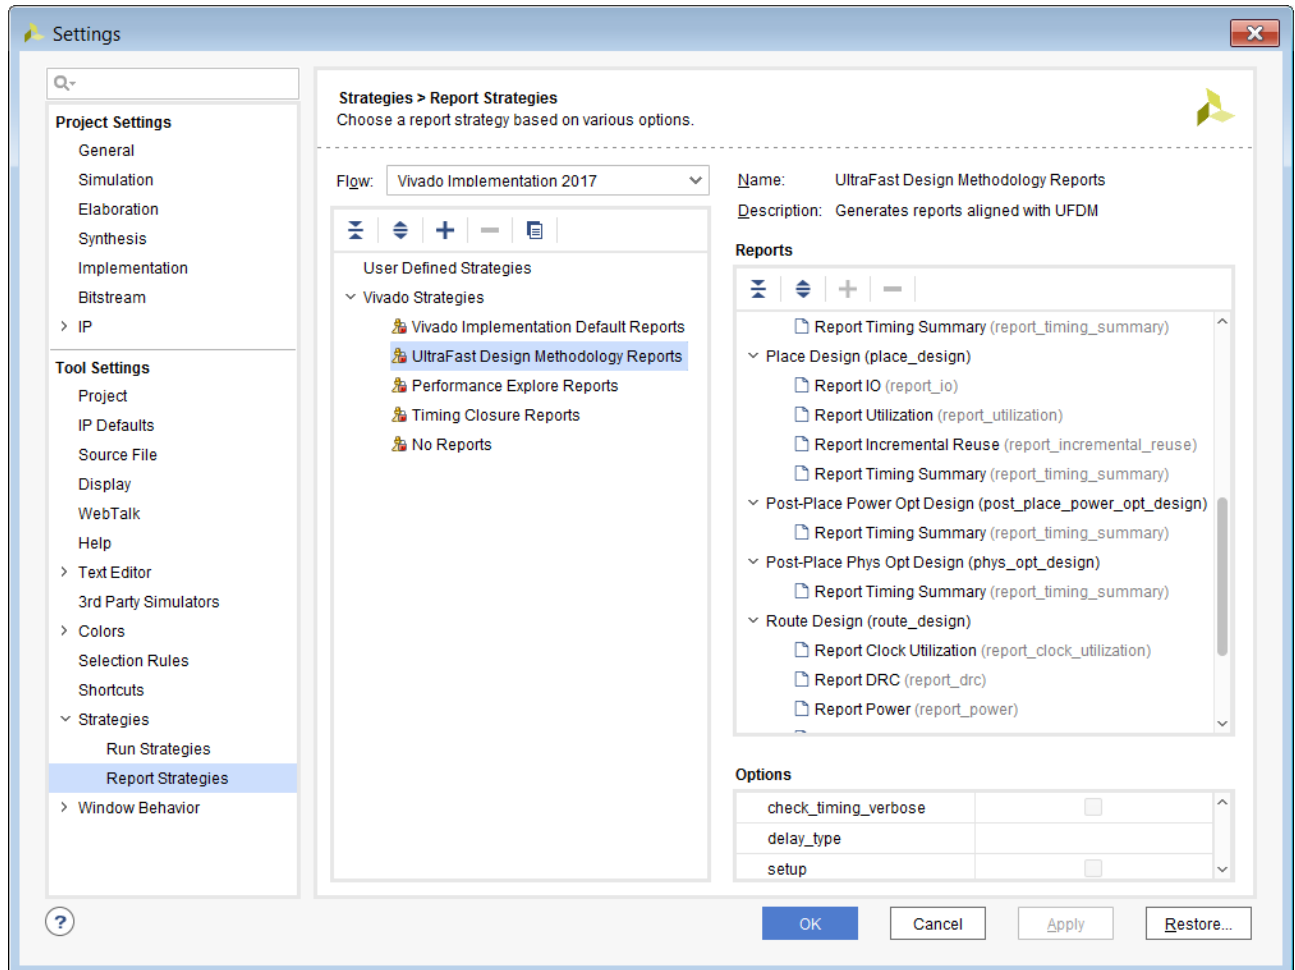 Settings
Project Settings
General
Simulation
Elaboration
Synthesis
Implementation
Bitstream
IP
Tool Settings
Project
IP Defaults
Source File
Display
WebTalk
Help
Text Editor
3rd Party Simulators
Colors
Selection Rules
Shortcuts
Strategies
Run Strategies
Report Strategies
Window Behavior
Strategies > Report Strategies
Choose a report strategy based on various options.
Flow: Vivado Implementation 2017
User Defined Strategies
Vivado Strategies
Vivado Implementation Default Reports
UltraFast Design Methodology Reports
Performance Explore Reports
Timing Closure Reports
No Reports
Name: UltraFast Design Methodology Reports
Description: Generates reports aligned with UFDM
Reports
Report Timing Summary (report_timing_summary)
Place Design (place_design)
Report IO (report_io)
Report Utilization (report_utilization)
Report Incremental Reuse (report_incremental_reuse)
Report Timing Summary (report_timing_summary)
Post-Place Power Opt Design (post_place_power_opt_design)
Report Timing Summary (report_timing_summary)
Post-Place Phys Opt Design (phys_opt_design)
Report Timing Summary (report_timing_summary)
Route Design (route_design)
Report Clock Utilization (report_clock_utilization)
Report DRC (report_drc)
Report Power (report_power)
Options
check_timing_verbose
delay_type
setup
?
OK
Cancel
Apply
Restore...